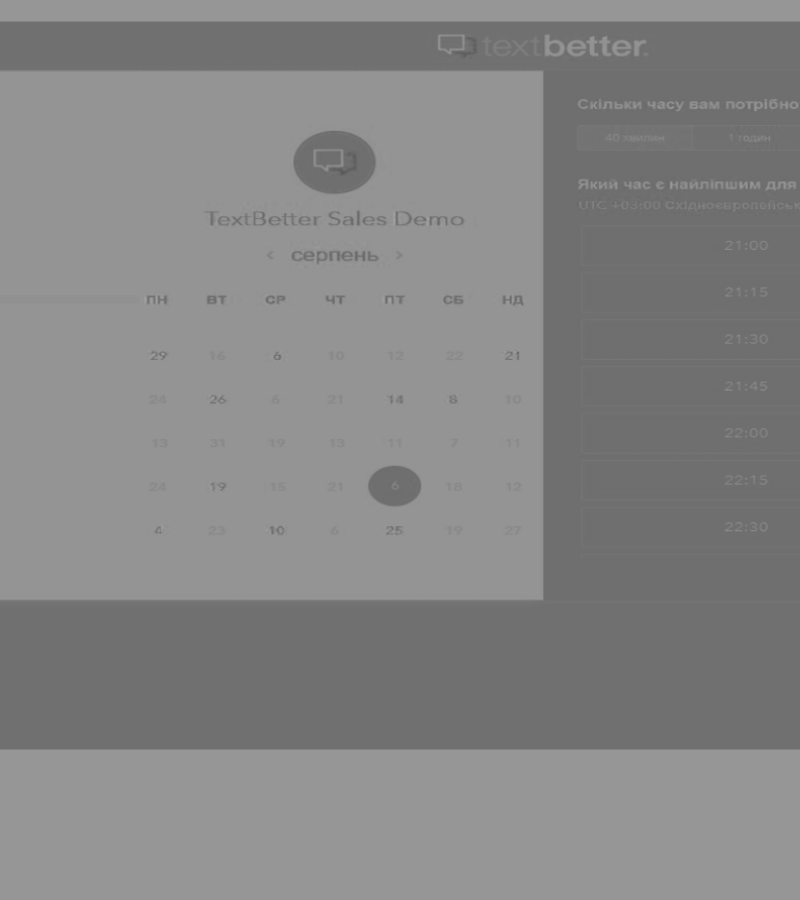 textbetter.
TextBetter Sales Demo
‹ серпень ›
ПН ВТ СР ЧТ ПТ СБ НД
29 16 6 10 12 22 21
24 26 6 21 14 8 10
13 31 19 13 11 7 11
24 19 15 21 6 18 12
4 23 10 6 25 19 27
Скільки часу вам потрібно
40 хвилин 1 годин
Який час є найліпшим для
UTC +03:00 Східноєвропейськ
21:00
21:15
21:30
21:45
22:00
22:15
22:30